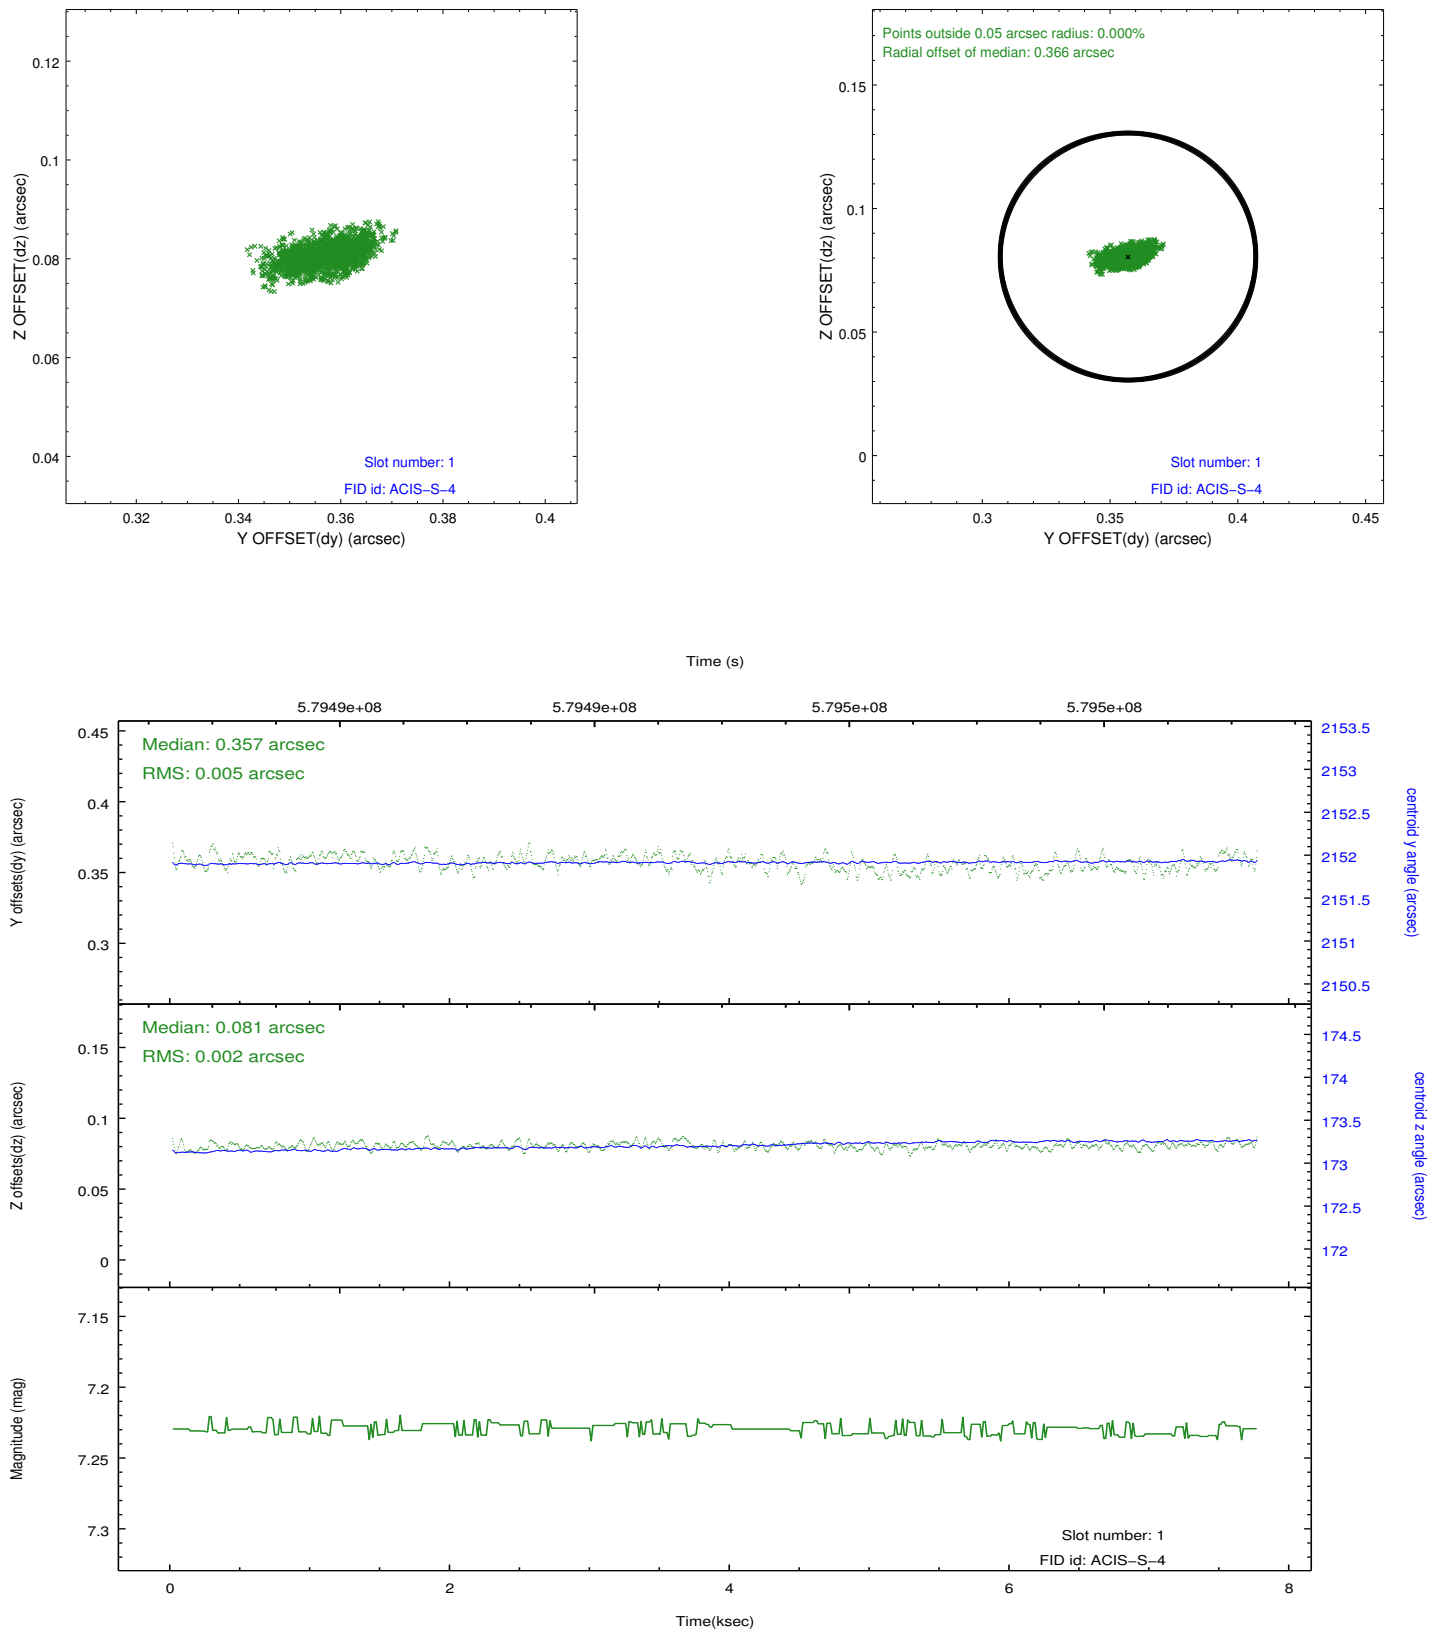 0.12
0.1
0.08
0.06
0.04
Z OFFSET(dz) (arcsec)
Slot number: 1
FID id: ACIS−S−4
0.32 0.34 0.36 0.38 0.4
Y OFFSET(dy) (arcsec)
Points outside 0.05 arcsec radius: 0.000%
Radial offset of median: 0.366 arcsec
0.15
0.1
0.05
0
Z OFFSET(dz) (arcsec)
Slot number: 1
FID id: ACIS−S−4
0.3 0.35 0.4 0.45
Y OFFSET(dy) (arcsec)
Time (s)
5.7949e+08 5.7949e+08 5.795e+08 5.795e+08
Median: 0.357 arcsec
RMS: 0.005 arcsec
0.45
0.4
0.35
0.3
Y offsets(dy) (arcsec)
2153.5
2153
2152.5
2152
2151.5
2151
2150.5
centroid y angle (arcsec)
Median: 0.081 arcsec
RMS: 0.002 arcsec
0.15
0.1
0.05
0
Z offsets(dz) (arcsec)
174.5
174
173.5
173
172.5
172
centroid z angle (arcsec)
7.15
7.2
7.25
7.3
Magnitude (mag)
Slot number: 1
FID id: ACIS−S−4
0 2 4 6 8
Time(ksec)